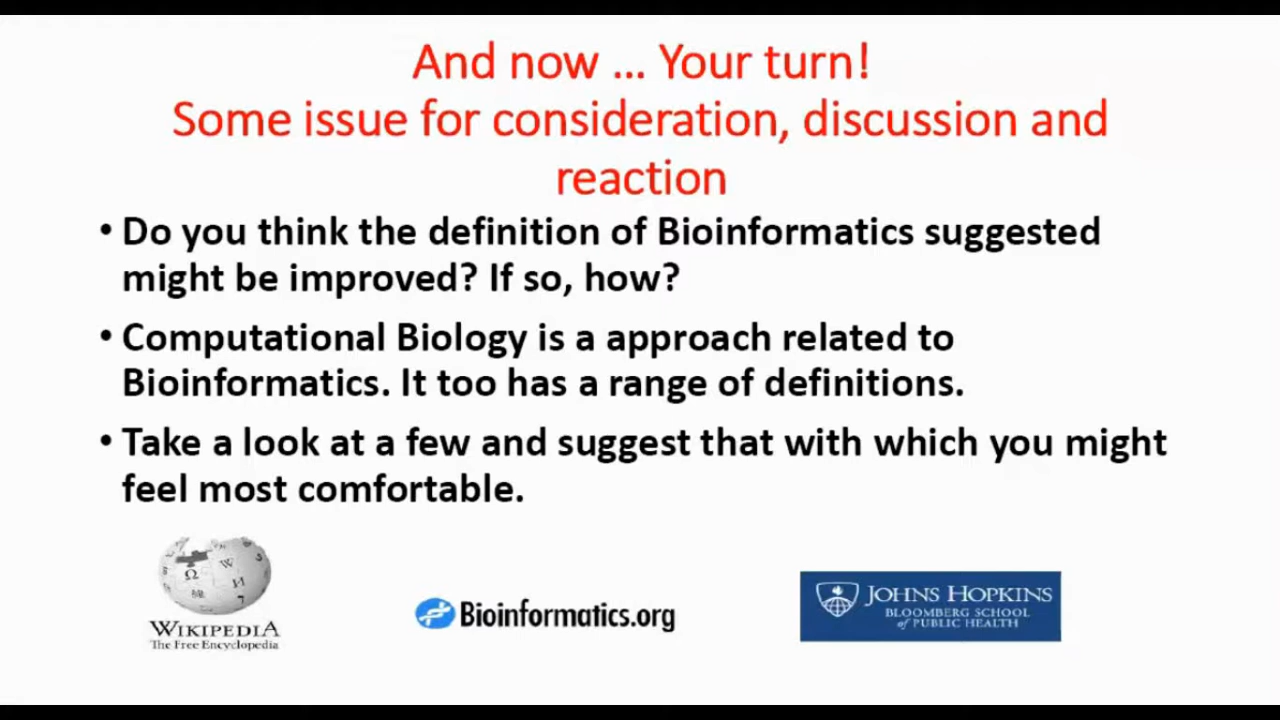 And now ... Your turn!
Some issue for consideration, discussion and
reaction
• Do you think the definition of Bioinformatics suggested
might be improved? If so, how?
• Computational Biology is a approach related to
Bioinformatics. It too has a range of definitions.
• Take a look at a few and suggest that with which you might
feel most comfortable.
WIKIPEDIA
The Free Encyclopedia
Bioinformatics.org
JOHNS HOPKINS
BLOOMBERG SCHOOL
of PUBLIC HEALTH